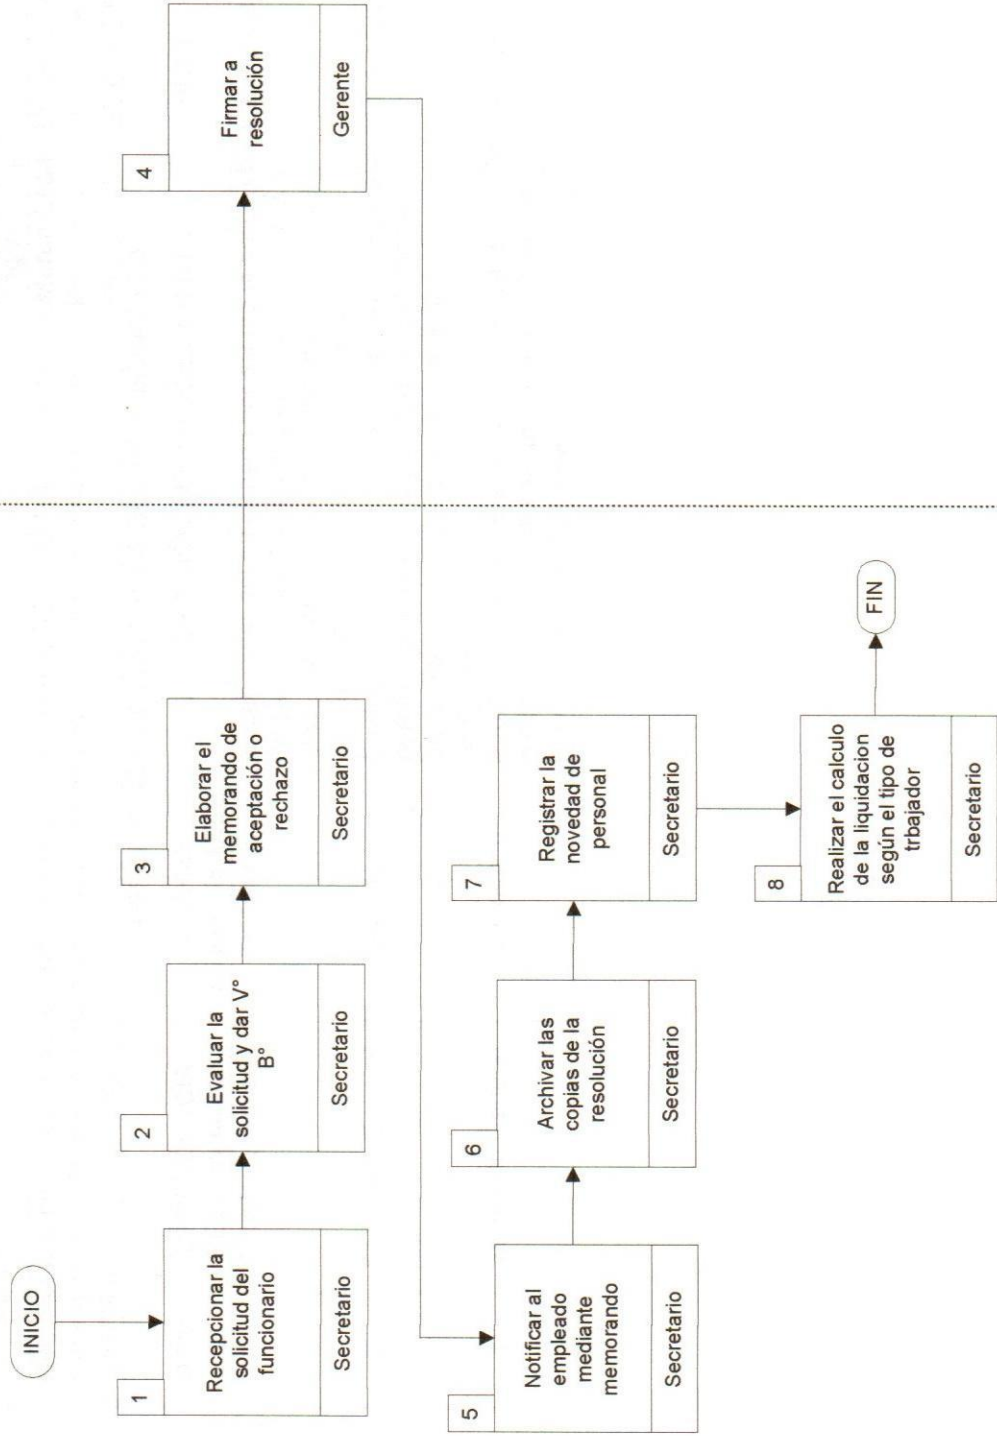 INICIO
1
Recepcionar la
solicitud del
funcionario
Secretario
2
Evaluar la
solicitud y dar V°
B°
Secretario
3
Elaborar el
memorando de
aceptación o
rechazo
Secretario
4
Firmar a
resolución
Gerente
5
Notificar al
empleado
mediante
memorando
Secretario
6
Archivar las
copias de la
resolución
Secretario
7
Registrar la
novedad de
personal
Secretario
8
Realizar el calculo
de la liquidacion
según el tipo de
trbajador
Secretario
FIN